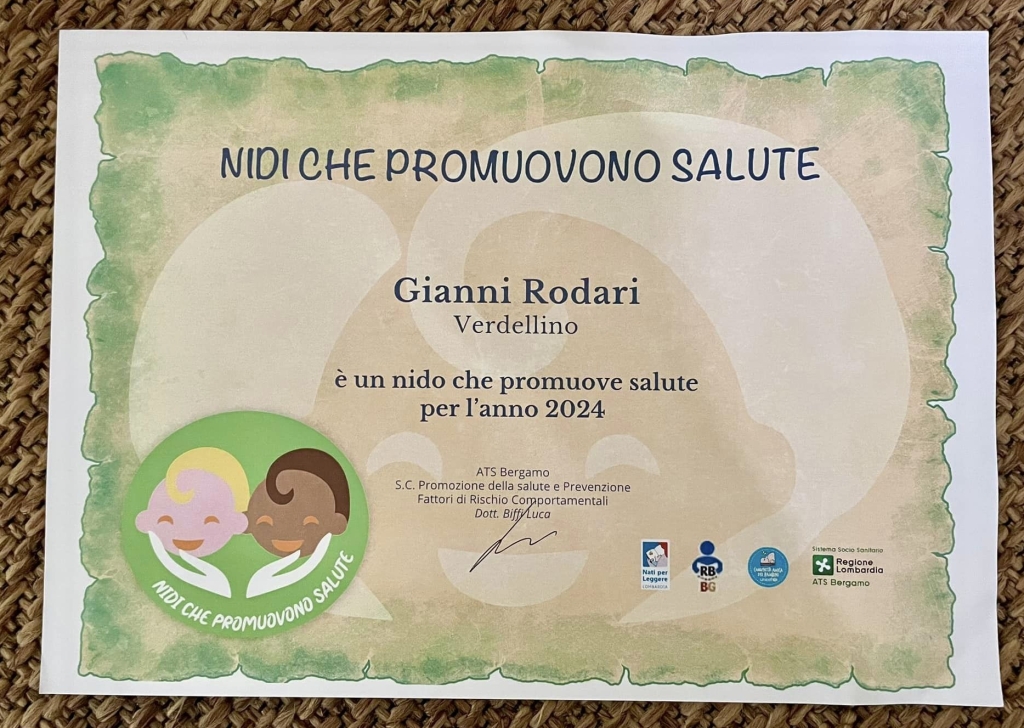 NIDI CHE PROMUOVONO SALUTE
Gianni Rodari
Verdellino
è un nido che promuove salute
per l'anno 2024
ATS Bergamo
S.C. Promozione della salute e Prevenzione
Fattori di Rischio Comportamentali
Dott. Biffi Luca
NIDI CHE PROMUOVONO SALUTE
Nati per
Leggere
LOMBARDIA
RB
BG
Sistema Socio Sanitario
Regione
Lombardia
ATS Bergamo